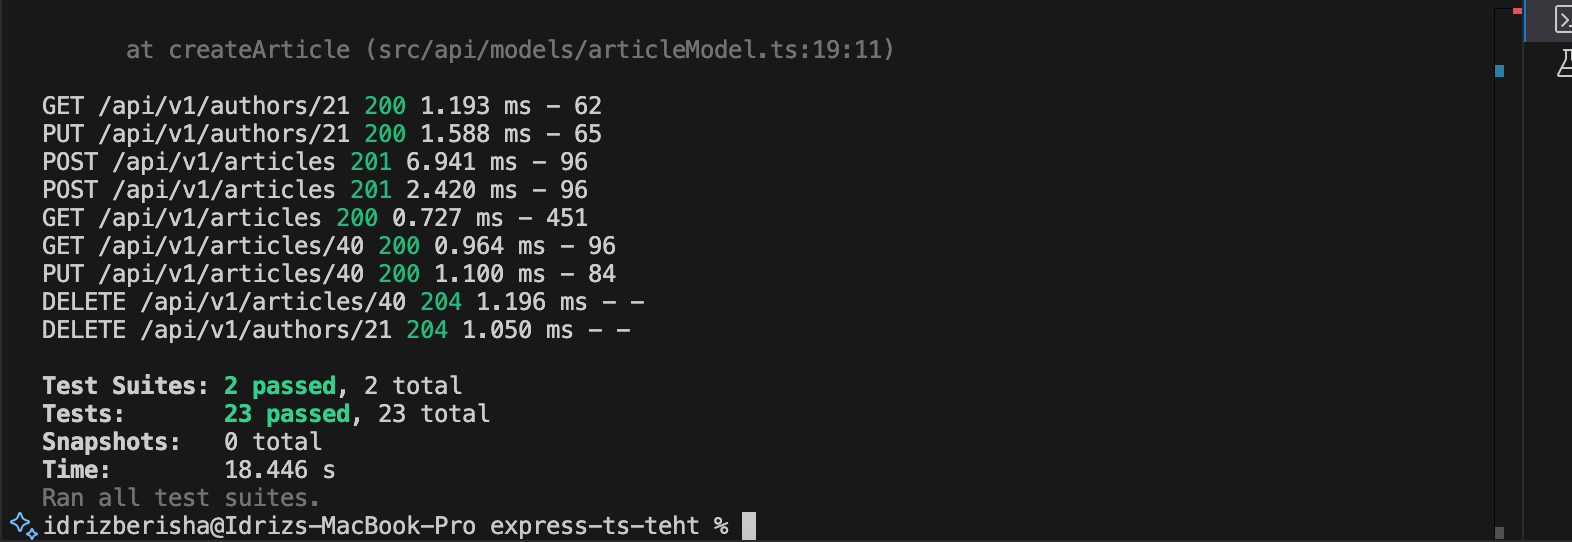 at createArticle (src/api/models/articleModel.ts:19:11)
GET /api/v1/authors/21 200 1.193 ms - 62
PUT /api/v1/authors/21 200 1.588 ms - 65
POST /api/v1/articles 201 6.941 ms - 96
POST /api/v1/articles 201 2.420 ms - 96
GET /api/v1/articles 200 0.727 ms - 451
GET /api/v1/articles/40 200 0.964 ms - 96
PUT /api/v1/articles/40 200 1.100 ms - 84
DELETE /api/v1/articles/40 204 1.196 ms - -
DELETE /api/v1/authors/21 204 1.050 ms - -
Test Suites: 2 passed, 2 total
Tests: 23 passed, 23 total
Snapshots: 0 total
Time: 18.446 s
Ran all test suites.
idrizberisha@Idrizs-MacBook-Pro express-ts-teht %